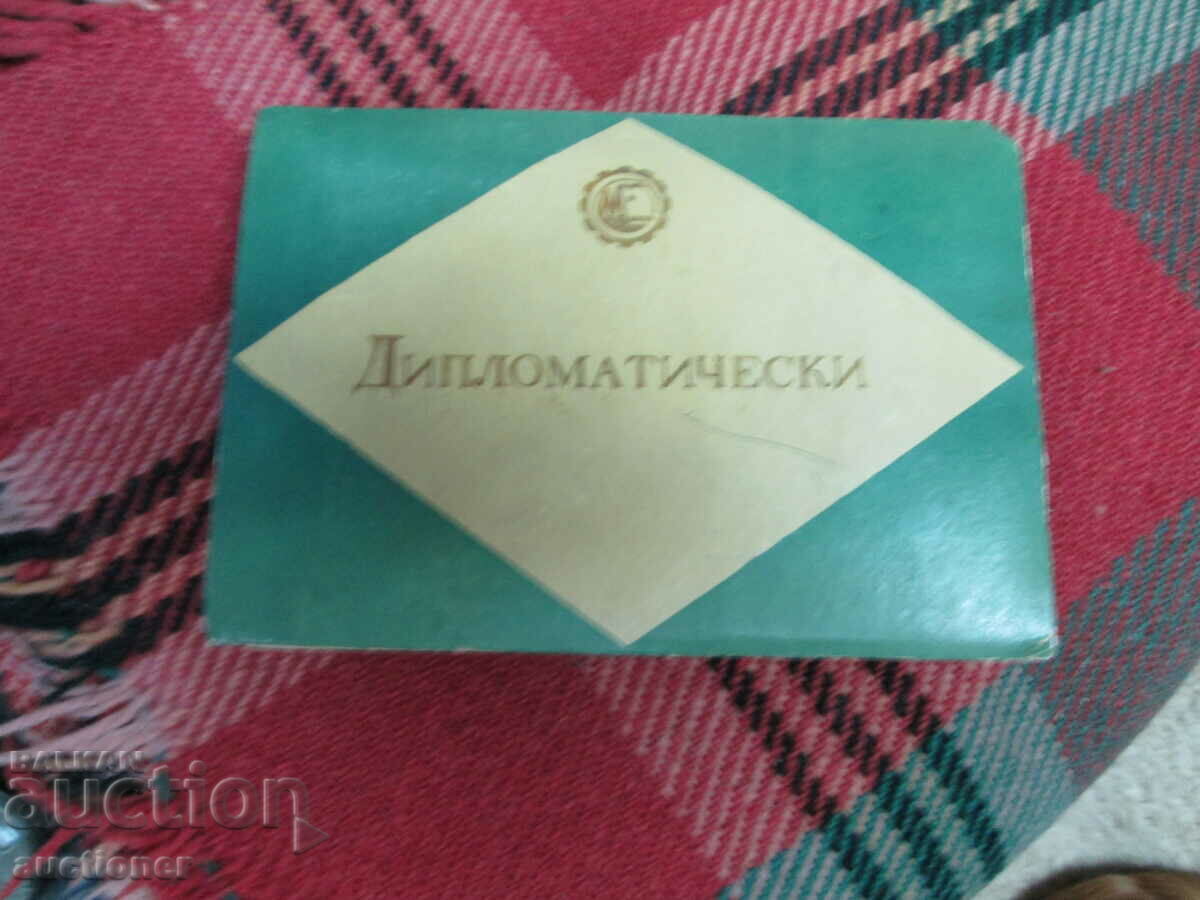 Дипломатически
BALKAN
auction
auctioner